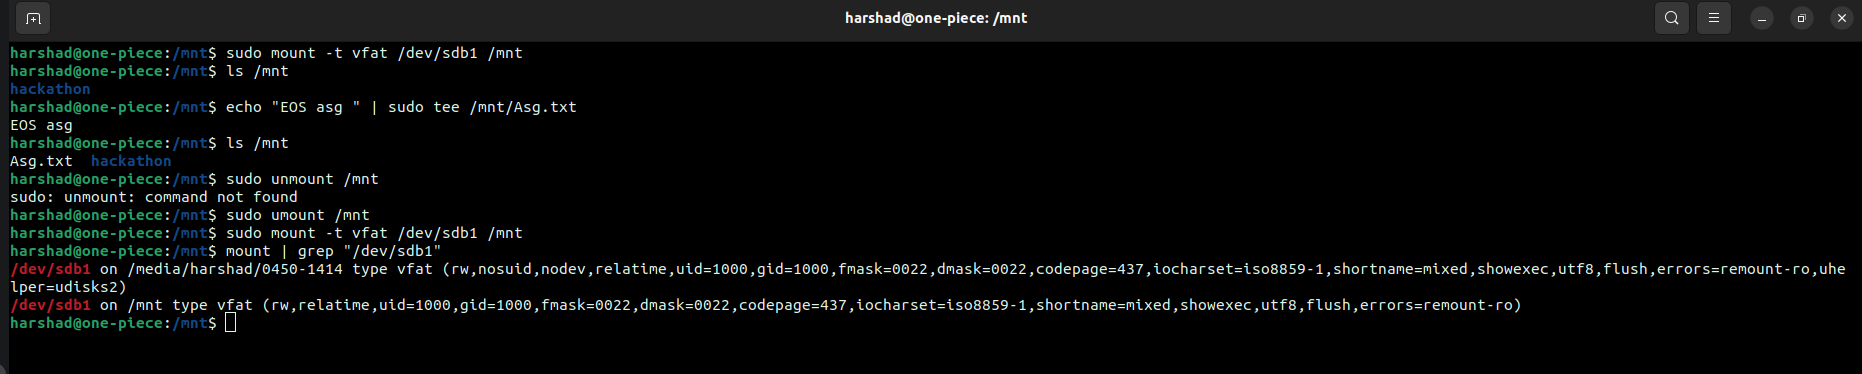 harshad@one-piece: /mnt
harshad@one-piece:/mnt$ sudo mount -t vfat /dev/sdb1 /mnt
harshad@one-piece:/mnt$ ls /mnt
hackathon
harshad@one-piece:/mnt$ echo "EOS asg " | sudo tee /mnt/Asg.txt
EOS asg
harshad@one-piece:/mnt$ ls /mnt
Asg.txt  hackathon
harshad@one-piece:/mnt$ sudo unmount /mnt
sudo: unmount: command not found
harshad@one-piece:/mnt$ sudo umount /mnt
harshad@one-piece:/mnt$ sudo mount -t vfat /dev/sdb1 /mnt
harshad@one-piece:/mnt$ mount | grep "/dev/sdb1"
/dev/sdb1 on /media/harshad/0450-1414 type vfat (rw,nosuid,nodev,relatime,uid=1000,gid=1000,fmask=0022,dmask=0022,codepage=437,iocharset=iso8859-1,shortname=mixed,showexec,utf8,flush,errors=remount-ro,uhe
lper=udisks2)
/dev/sdb1 on /mnt type vfat (rw,relatime,uid=1000,gid=1000,fmask=0022,dmask=0022,codepage=437,iocharset=iso8859-1,shortname=mixed,showexec,utf8,flush,errors=remount-ro)
harshad@one-piece:/mnt$